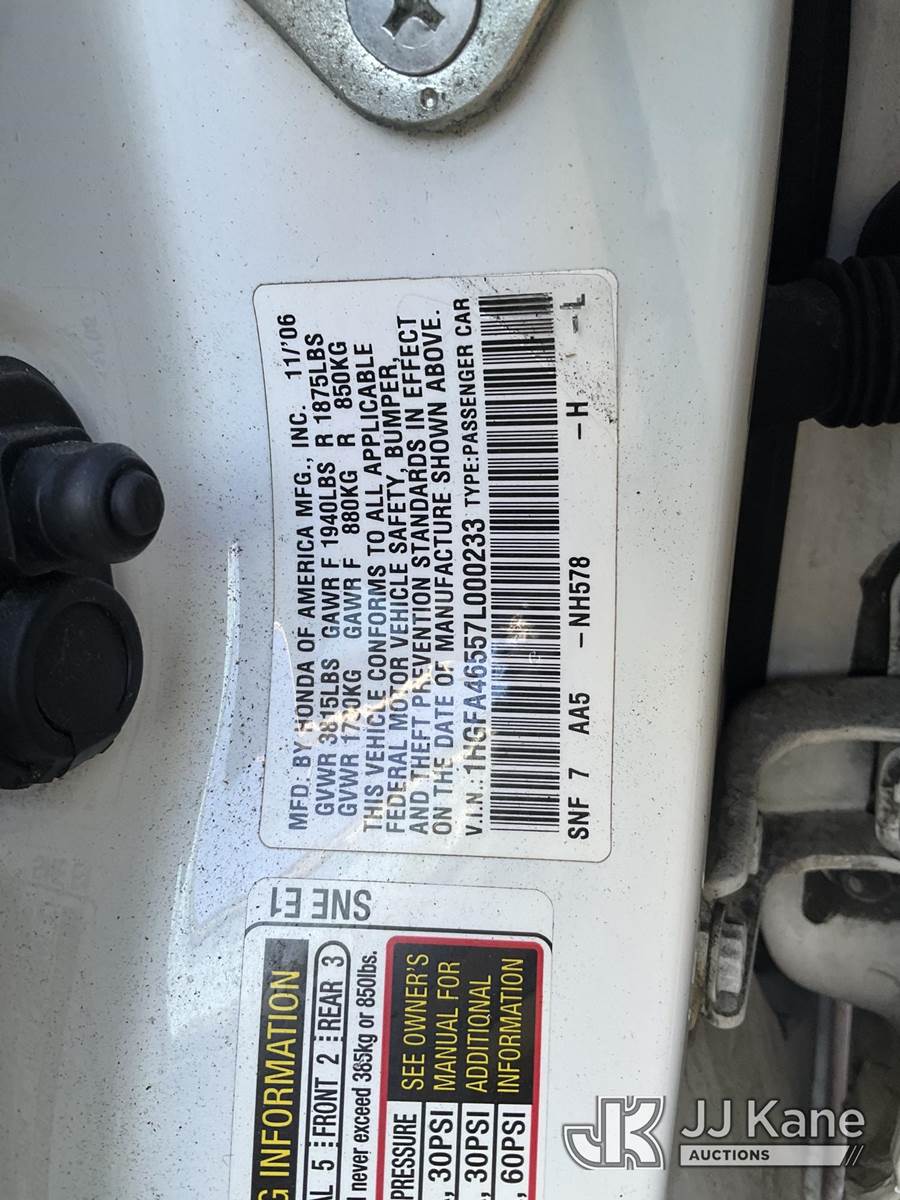 MFD. BY HONDA OF AMERICA MFG., INC. 11/'06
GVWR 3815LBS GAWR F 1940LBS R 1875LBS
GVWR 1730KG GAWR F 880KG R 850KG
THIS VEHICLE CONFORMS TO ALL APPLICABLE
FEDERAL MOTOR VEHICLE SAFETY, BUMPER,
AND THEFT PREVENTION STANDARDS IN EFFECT
ON THE DATE OF MANUFACTURE SHOWN ABOVE.
V.I.N.:1HGFA46557L000233 TYPE:PASSENGER CAR
SNF 7 AA5 -NH578 -H -L
SNE E1
INFORMATION
5 FRONT 2 REAR 3
never exceed 385kg or 850lbs.
PRESSURE SEE OWNER'S
, 30PSI MANUAL FOR
, 30PSI ADDITIONAL
, 60PSI INFORMATION
JK JJ Kane
AUCTIONS